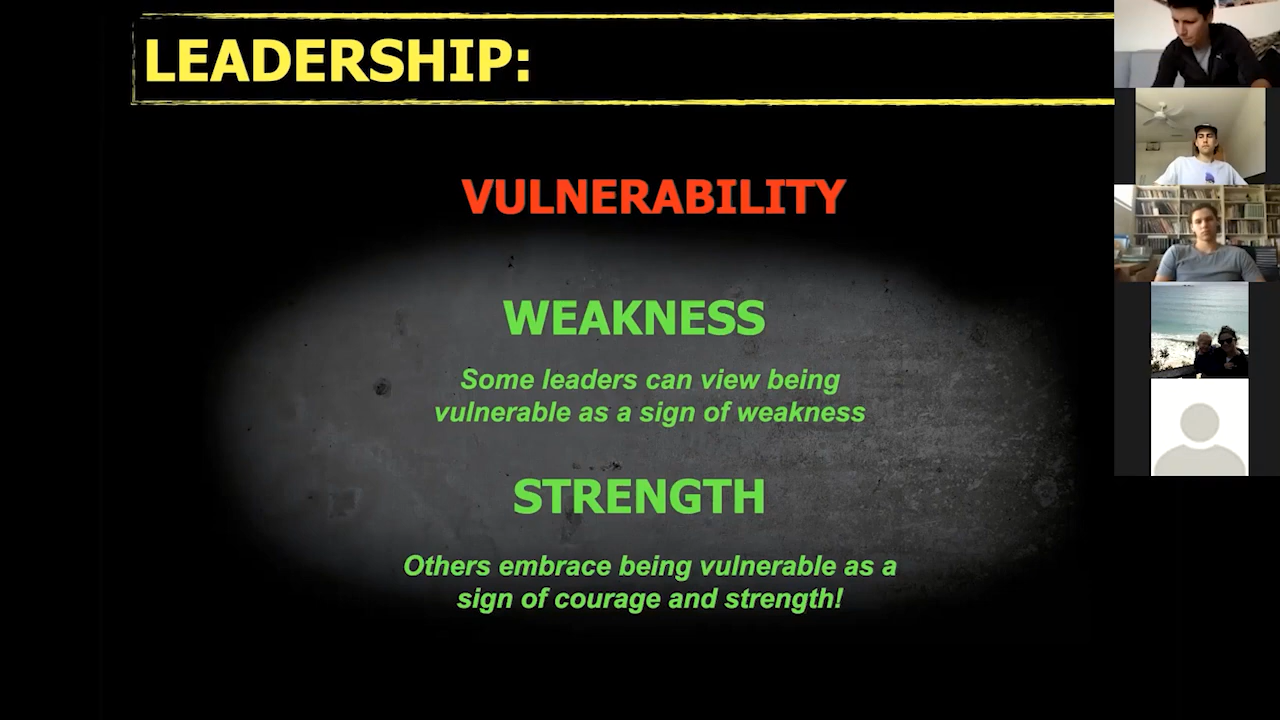 LEADERSHIP:
VULNERABILITY
WEAKNESS
Some leaders can view being
vulnerable as a sign of weakness
STRENGTH
Others embrace being vulnerable as a
sign of courage and strength!